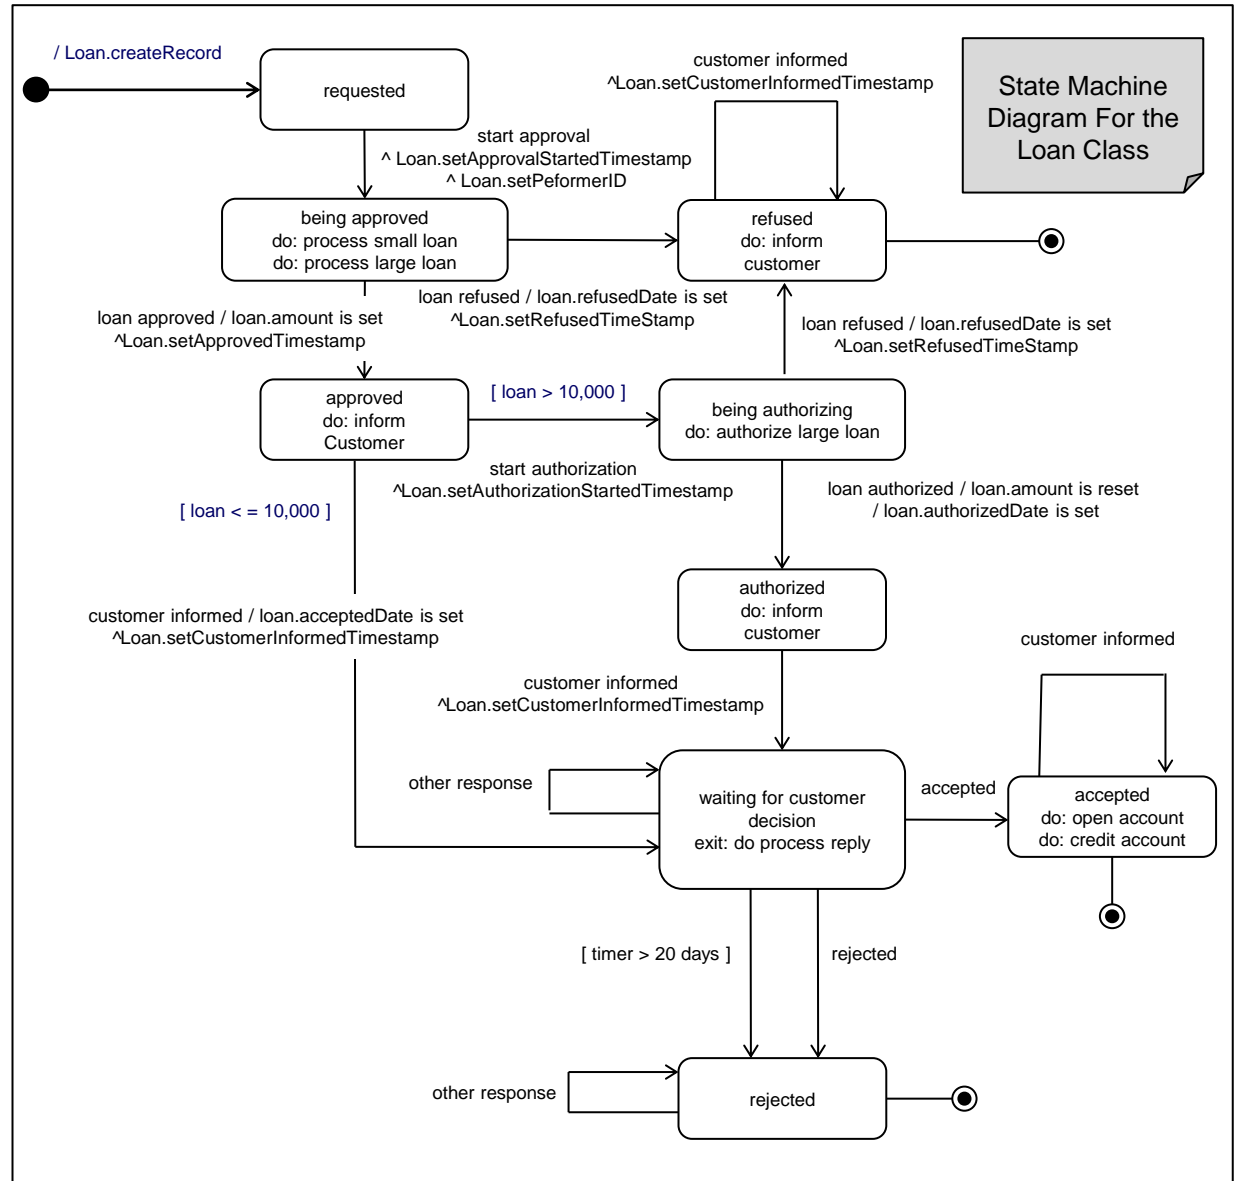 / Loan.createRecord
requested
customer informed
^Loan.setCustomerInformedTimestamp
State Machine
Diagram For the
Loan Class
start approval
^ Loan.setApprovalStartedTimestamp
^ Loan.setPeformerID
being approved
do: process small loan
do: process large loan
refused
do: inform
customer
loan refused / loan.refusedDate is set
^Loan.setRefusedTimeStamp
loan approved / loan.amount is set
^Loan.setApprovedTimestamp
loan refused / loan.refusedDate is set
^Loan.setRefusedTimeStamp
approved
do: inform
Customer
[ loan > 10,000 ]
being authorizing
do: authorize large loan
start authorization
^Loan.setAuthorizationStartedTimestamp
[ loan < = 10,000 ]
loan authorized / loan.amount is reset
/ loan.authorizedDate is set
authorized
do: inform
customer
customer informed / loan.acceptedDate is set
^Loan.setCustomerInformedTimestamp
customer informed
customer informed
^Loan.setCustomerInformedTimestamp
other response
waiting for customer
decision
exit: do process reply
accepted
accepted
do: open account
do: credit account
[ timer > 20 days ]
rejected
other response
rejected